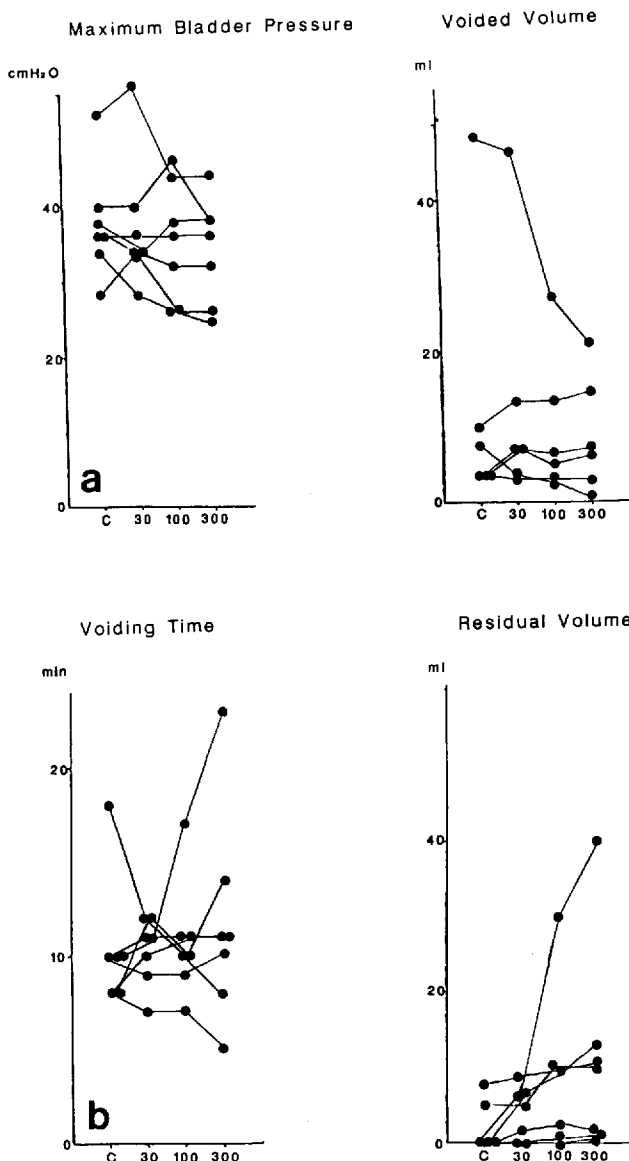 Maximum Bladder Pressure
cmH₂O
40
20
0
a
C 30 100 300
Voided Volume
ml
40
20
0
C 30 100 300
Voiding Time
min
20
10
0
b
C 30 100 300
Residual Volume
ml
40
20
0
C 30 100 300